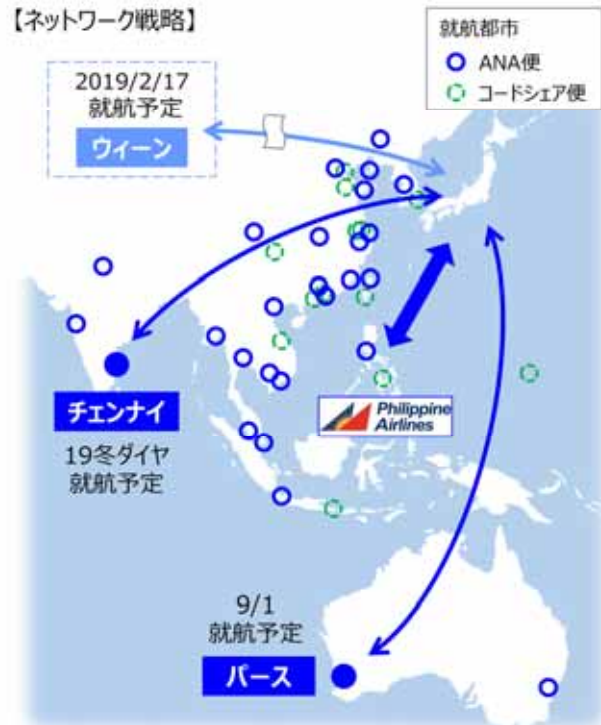 【ネットワーク戦略】
就航都市
ANA便
コードシェア便
2019/2/17
就航予定
ウィーン
Philippine
Airlines
チェンナイ
19冬ダイヤ
就航予定
9/1
就航予定
パース